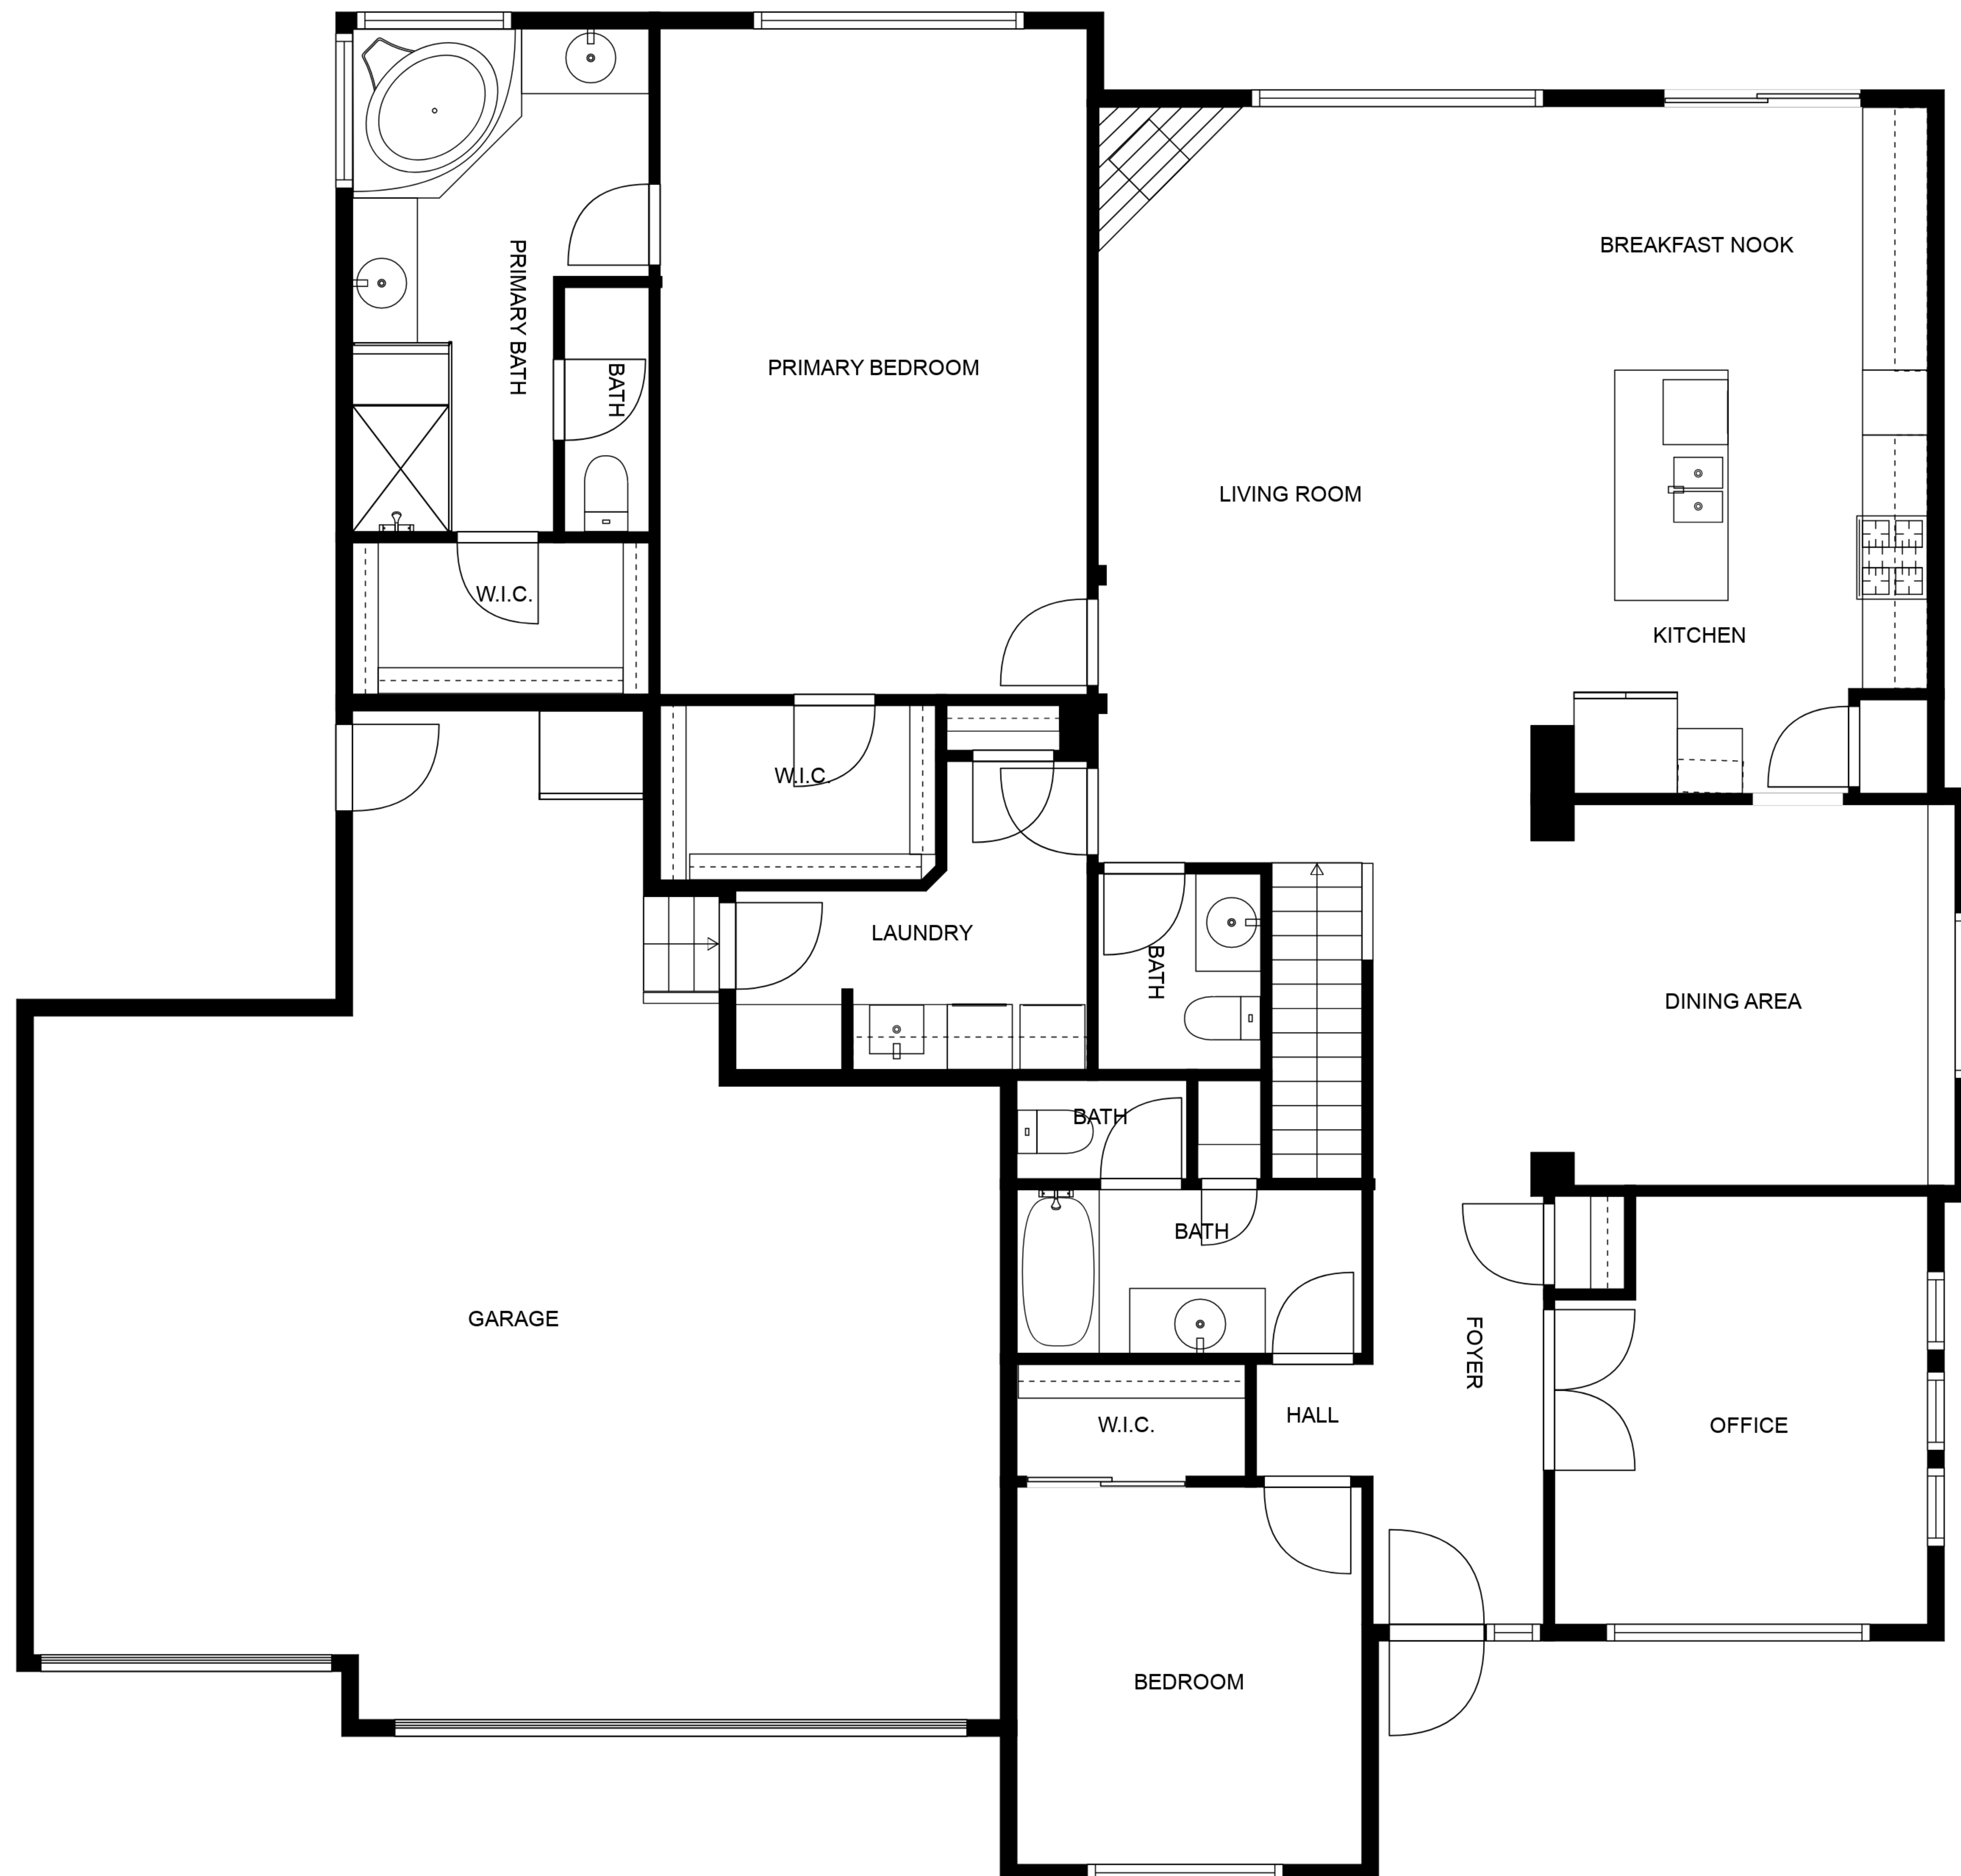 BREAKFAST NOOK
PRIMARY BATH
BATH
PRIMARY BEDROOM
LIVING ROOM
W.I.C.
KITCHEN
W.I.C.
LAUNDRY
BATH
DINING AREA
BATH
BATH
GARAGE
FOYER
HALL
W.I.C.
OFFICE
BEDROOM